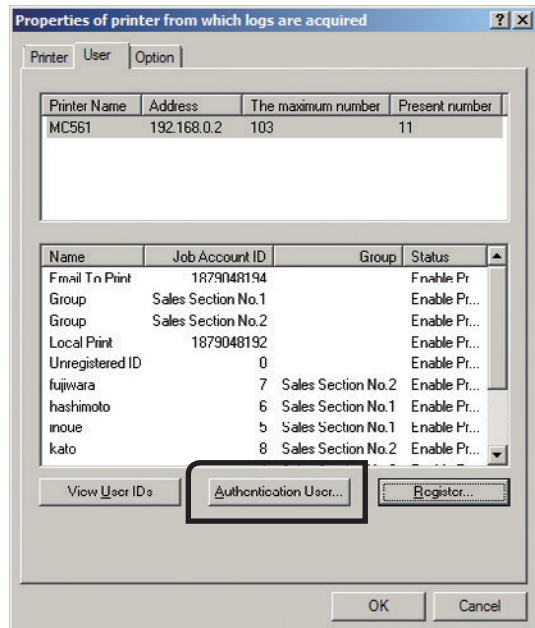 Properties of printer from which logs are acquired
Printer User Option
Printer Name Address The maximum number Present number
MC561 192.168.0.2 103 11
Name Job Account ID Group Status
Email To Print 1879048194 Enable Pr
Group Sales Section No.1 Enable Pr...
Group Sales Section No.2 Enable Pr...
Local Print 1879048192 Enable Pr...
Unregistered ID 0 Enable Pr...
fujiwara 7 Sales Section No.2 Enable Pr...
hashimoto 6 Sales Section No.1 Enable Pr...
inoue 5 Sales Section No.1 Enable Pr...
kato 8 Sales Section No.2 Enable Pr...
View User IDs Authentication User... Register...
OK Cancel